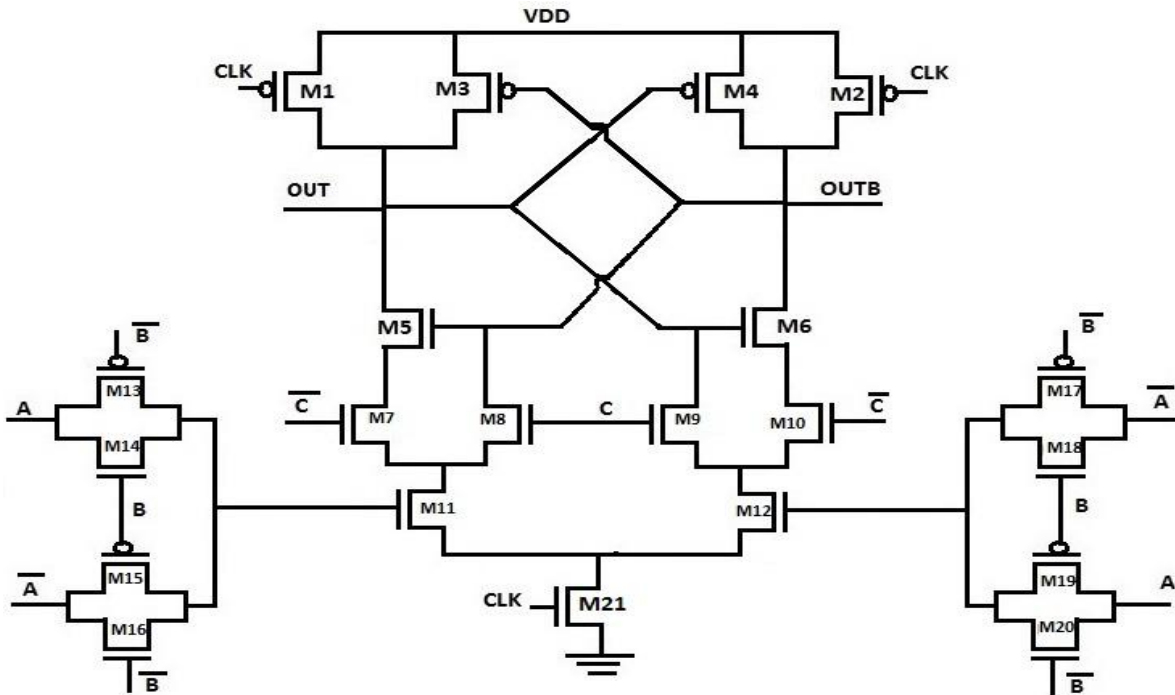 VDD
CLK M1 M3 M4 M2 CLK
OUT OUTB
M5 M6
B̅ B̅
M13 M17
A C̅ M7 M8 C M9 M10 C̅ A̅
M14 M18
B M11 M12 B
M15 M19
A̅ CLK M21 A
M16 M20
B̅ B̅